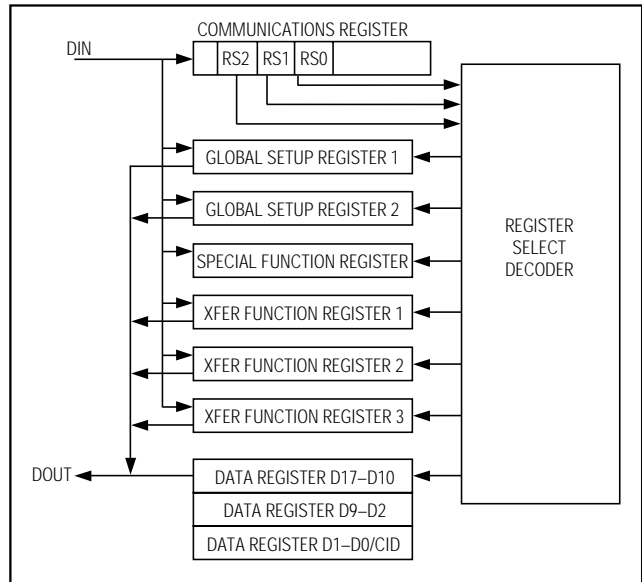 COMMUNICATIONS REGISTER
DIN
RS2 RS1 RS0
GLOBAL SETUP REGISTER 1
GLOBAL SETUP REGISTER 2
REGISTER
SELECT
DECODER
SPECIAL FUNCTION REGISTER
XFER FUNCTION REGISTER 1
XFER FUNCTION REGISTER 2
XFER FUNCTION REGISTER 3
DOUT
DATA REGISTER D17–D10
DATA REGISTER D9–D2
DATA REGISTER D1–D0/CID